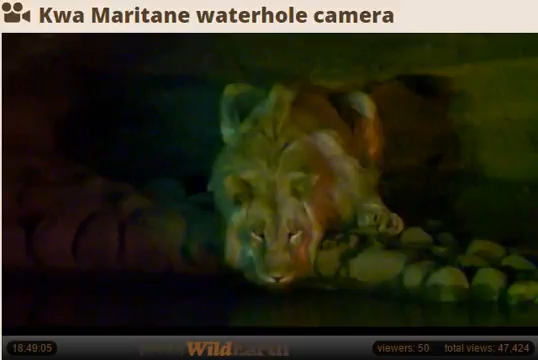 Kwa Maritane waterhole camera
18:49:05
WildEarth
viewers: 50
total views: 47,424